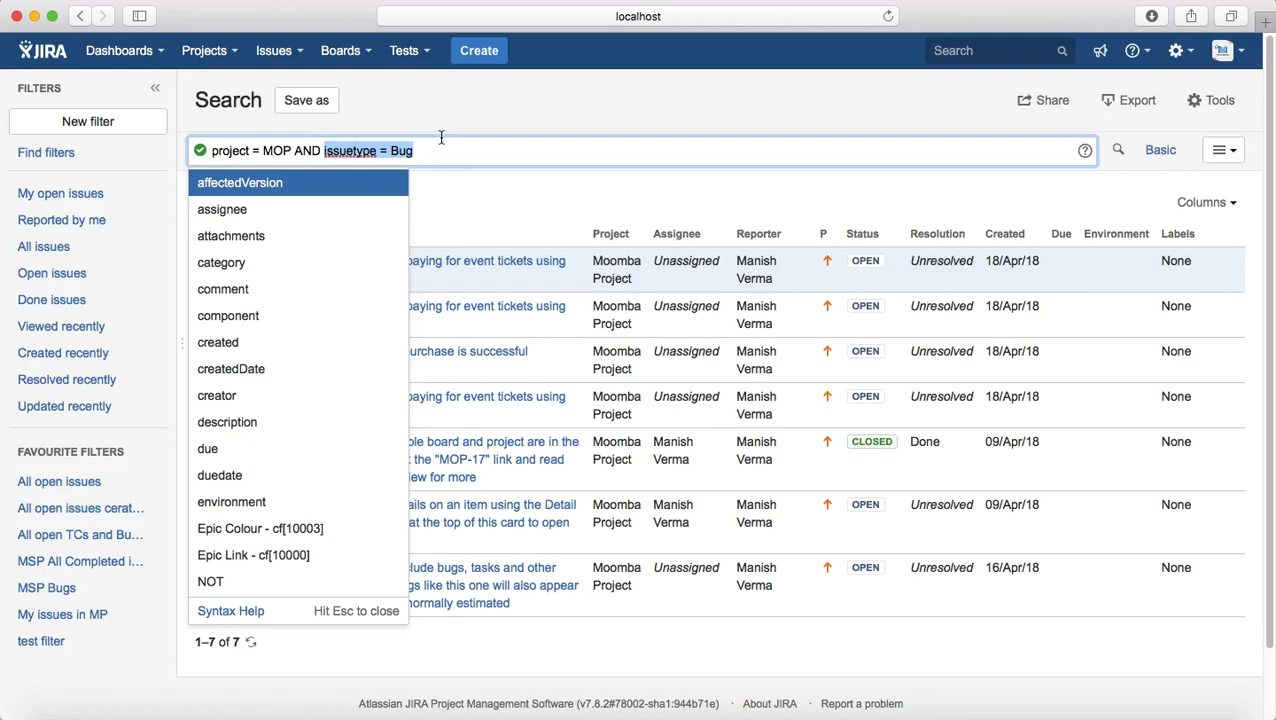 localhost
JIRA Dashboards Projects Issues Boards Tests Create Search
FILTERS
New filter
Find filters
My open issues
Reported by me
All issues
Open issues
Done issues
Viewed recently
Created recently
Resolved recently
Updated recently
FAVOURITE FILTERS
All open issues
All open issues cerat...
All open TCs and Bu...
MSP All Completed i...
MSP Bugs
My issues in MP
test filter
Search Save as Share Export Tools
project = MOP AND issuetype = Bug Basic
affectedVersion
assignee
attachments
category
comment
component
created
createdDate
creator
description
due
duedate
environment
Epic Colour - cf[10003]
Epic Link - cf[10000]
NOT
Syntax Help Hit Esc to close
Columns
Project Assignee Reporter P Status Resolution Created Due Environment Labels
paying for event tickets using Moomba Unassigned Manish OPEN Unresolved 18/Apr/18 None
Project Verma
paying for event tickets using Moomba Unassigned Manish OPEN Unresolved 18/Apr/18 None
Project Verma
urchase is successful Moomba Unassigned Manish OPEN Unresolved 18/Apr/18 None
Project Verma
paying for event tickets using Moomba Unassigned Manish OPEN Unresolved 18/Apr/18 None
Project Verma
ble board and project are in the Moomba Manish Manish CLOSED Done 09/Apr/18 None
t the "MOP-17" link and read Project Verma Verma
iew for more
ails on an item using the Detail Moomba Manish Manish OPEN Unresolved 09/Apr/18 None
at the top of this card to open Project Verma Verma
clude bugs, tasks and other Moomba Unassigned Manish OPEN Unresolved 16/Apr/18 None
gs like this one will also appear Project Verma
normally estimated
1–7 of 7
Atlassian JIRA Project Management Software (v7.8.2#78002-sha1:944b71e) · About JIRA · Report a problem